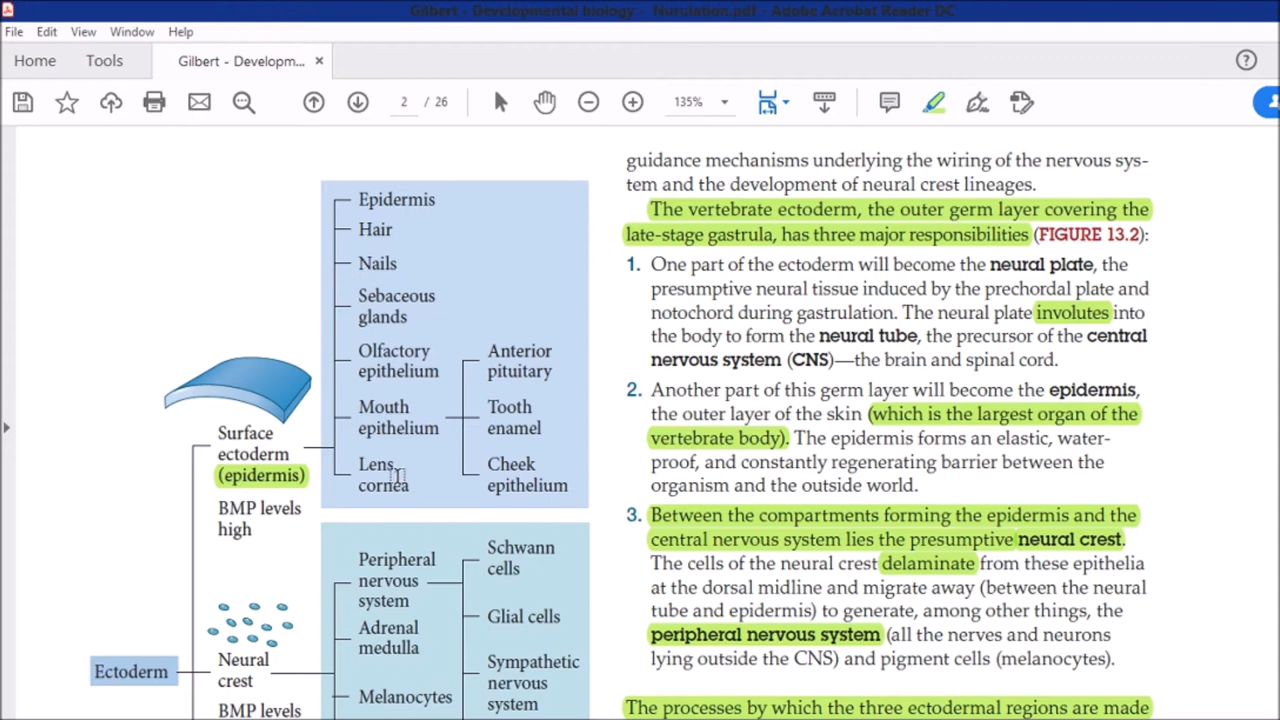 Gilbert - Developmental biology - Nurulation.pdf - Adobe Acrobat Reader DC
File Edit View Window Help
Home Tools Gilbert - Developm... ×
2 / 26 135%
Epidermis
Hair
Nails
Sebaceous
glands
Olfactory
epithelium
Anterior
pituitary
Mouth
epithelium
Tooth
enamel
Lens,
cornea
Cheek
epithelium
Surface
ectoderm
(epidermis)
BMP levels
high
Peripheral
nervous
system
Schwann
cells
Glial cells
Adrenal
medulla
Sympathetic
nervous
system
Melanocytes
Ectoderm
Neural
crest
BMP levels
guidance mechanisms underlying the wiring of the nervous sys-
tem and the development of neural crest lineages.
The vertebrate ectoderm, the outer germ layer covering the
late-stage gastrula, has three major responsibilities (FIGURE 13.2):
1. One part of the ectoderm will become the neural plate, the
presumptive neural tissue induced by the prechordal plate and
notochord during gastrulation. The neural plate involutes into
the body to form the neural tube, the precursor of the central
nervous system (CNS)—the brain and spinal cord.
2. Another part of this germ layer will become the epidermis,
the outer layer of the skin (which is the largest organ of the
vertebrate body). The epidermis forms an elastic, water-
proof, and constantly regenerating barrier between the
organism and the outside world.
3. Between the compartments forming the epidermis and the
central nervous system lies the presumptive neural crest.
The cells of the neural crest delaminate from these epithelia
at the dorsal midline and migrate away (between the neural
tube and epidermis) to generate, among other things, the
peripheral nervous system (all the nerves and neurons
lying outside the CNS) and pigment cells (melanocytes).
The processes by which the three ectodermal regions are made